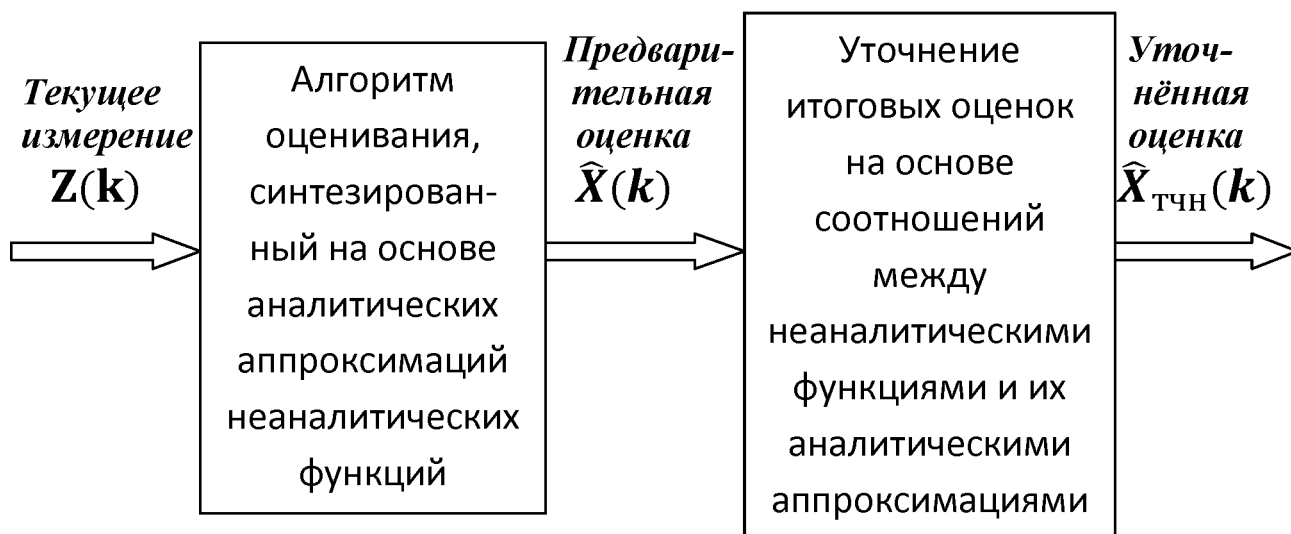 Текущее
измерение
Z(k)
Алгоритм
оценивания,
синтезирован-
ный на основе
аналитических
аппроксимаций
неаналитических
функций
Предвари-
тельная
оценка
X̂(k)
Уточнение
итоговых оценок
на основе
соотношений
между
неаналитическими
функциями и их
аналитическими
аппроксимациями
Уточ-
нённая
оценка
X̂тчн(k)